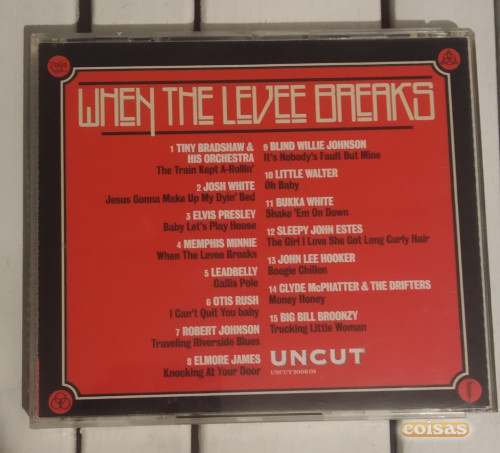 WHEN THE LEVEE BREAKS
1 TINY BRADSHAW &
HIS ORCHESTRA
The Train Kept A-Rollin'
2 JOSH WHITE
Jesus Gonna Make Up My Dyin' Bed
3 ELVIS PRESLEY
Baby Let's Play House
4 MEMPHIS MINNIE
When The Levee Breaks
5 LEADBELLY
Gallis Pole
6 OTIS RUSH
I Can't Quit You baby
7 ROBERT JOHNSON
Traveling Riverside Blues
8 ELMORE JAMES
Knocking At Your Door
9 BLIND WILLIE JOHNSON
It's Nobody's Fault But Mine
10 LITTLE WALTER
Oh Baby
11 BUKKA WHITE
Shake 'Em On Down
12 SLEEPY JOHN ESTES
The Girl I Love She Got Long Curly Hair
13 JOHN LEE HOOKER
Boogie Chillen
14 CLYDE McPHATTER & THE DRIFTERS
Money Honey
15 BIG BILL BROONZY
Trucking Little Woman
UNCUT
coisas